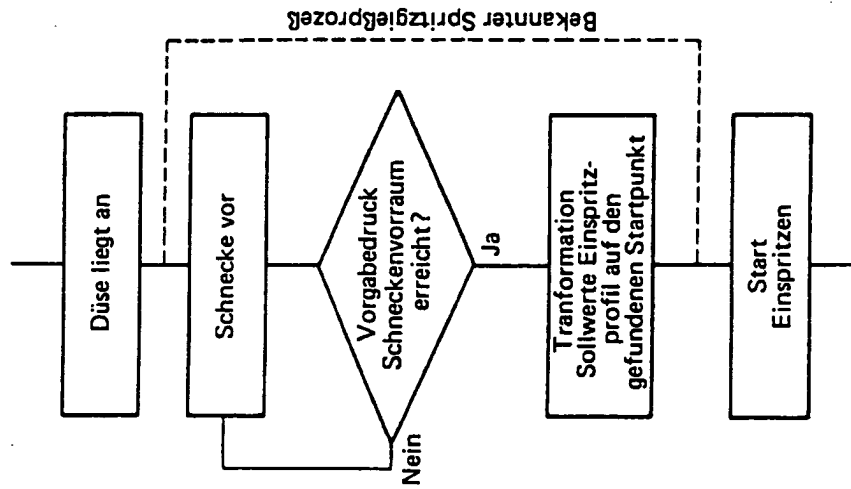 Düse liegt an
Schnecke vor
Vorgabedruck
Schneckenvorraum
erreicht?
Nein
Ja
Tranformation
Sollwerte Einspritz-
profil auf den
gefundenen Startpunkt
Start
Einspritzen
Bekannter Spritzgießprozeß